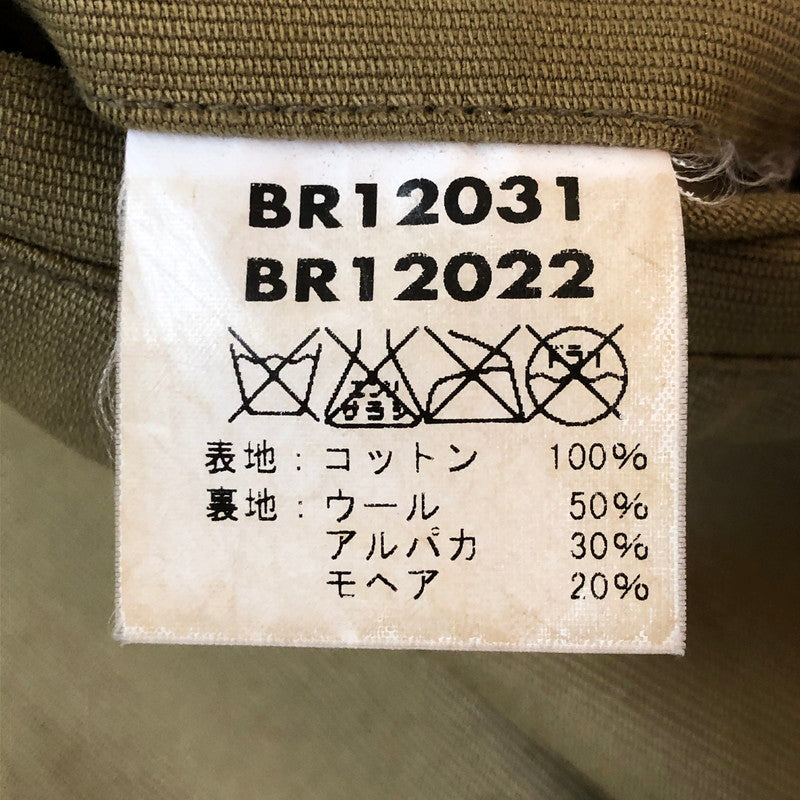 BR12031
BR12022
エンソ サラシ ドライ
表地：コットン 100%
裏地：ウール 50%
アルパカ 30%
モヘア 20%